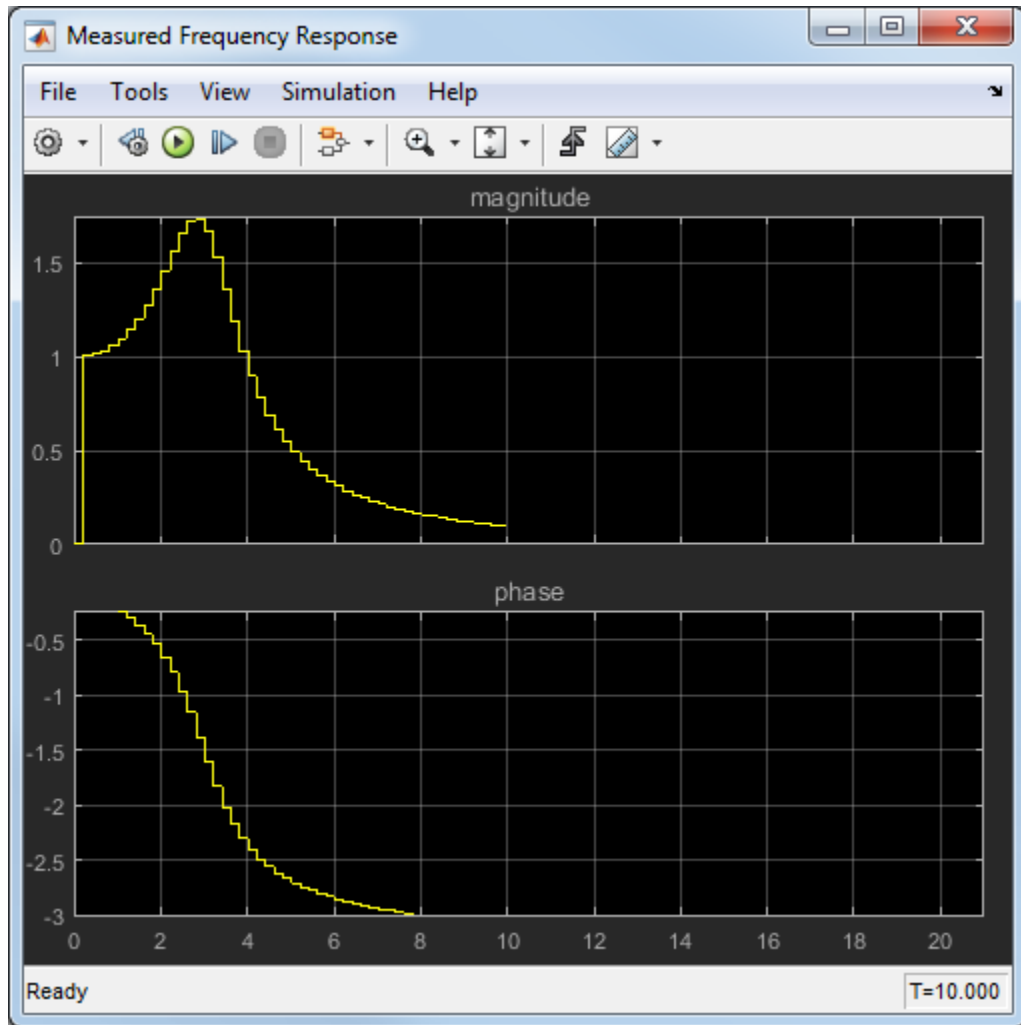 Measured Frequency Response
File Tools View Simulation Help
magnitude
1.5
1
0.5
0
phase
-0.5
-1
-1.5
-2
-2.5
-3
0 2 4 6 8 10 12 14 16 18 20
Ready T=10.000